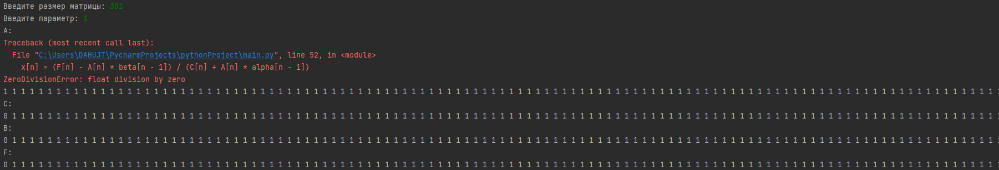 Введите размер матрицы: 301
Введите параметр: 1
A:
Traceback (most recent call last):
  File "C:\Users\DAHUJT\PycharmProjects\pythonProject\main.py", line 52, in <module>
    x[n] = (F[n] - A[n] * beta[n - 1]) / (C[n] + A[n] * alpha[n - 1])
ZeroDivisionError: float division by zero
1 1 1 1 1 1 1 1 1 1 1 1 1 1 1 1 1 1 1 1 1 1 1 1 1 1 1 1 1 1 1 1 1 1 1 1 1 1 1 1 1 1 1 1 1 1 1 1 1 1 1 1 1 1 1 1 1 1 1 1 1 1 1 1 1 1 1 1 1 1 1 1 1 1 1 1 1 1 1 1 1 1 1 1 1 1 1 1 1 1 1 1 1 1 1 1 1 1 1 1 1 1 1 1 1 1 1 1 1 1 1 1 1
C:
0 1 1 1 1 1 1 1 1 1 1 1 1 1 1 1 1 1 1 1 1 1 1 1 1 1 1 1 1 1 1 1 1 1 1 1 1 1 1 1 1 1 1 1 1 1 1 1 1 1 1 1 1 1 1 1 1 1 1 1 1 1 1 1 1 1 1 1 1 1 1 1 1 1 1 1 1 1 1 1 1 1 1 1 1 1 1 1 1 1 1 1 1 1 1 1 1 1 1 1 1 1 1 1 1 1 1 1 1 1 1 1 1
B:
0 1 1 1 1 1 1 1 1 1 1 1 1 1 1 1 1 1 1 1 1 1 1 1 1 1 1 1 1 1 1 1 1 1 1 1 1 1 1 1 1 1 1 1 1 1 1 1 1 1 1 1 1 1 1 1 1 1 1 1 1 1 1 1 1 1 1 1 1 1 1 1 1 1 1 1 1 1 1 1 1 1 1 1 1 1 1 1 1 1 1 1 1 1 1 1 1 1 1 1 1 1 1 1 1 1 1 1 1 1 1 1 1
F:
0 1 1 1 1 1 1 1 1 1 1 1 1 1 1 1 1 1 1 1 1 1 1 1 1 1 1 1 1 1 1 1 1 1 1 1 1 1 1 1 1 1 1 1 1 1 1 1 1 1 1 1 1 1 1 1 1 1 1 1 1 1 1 1 1 1 1 1 1 1 1 1 1 1 1 1 1 1 1 1 1 1 1 1 1 1 1 1 1 1 1 1 1 1 1 1 1 1 1 1 1 1 1 1 1 1 1 1 1 1 1 1 1